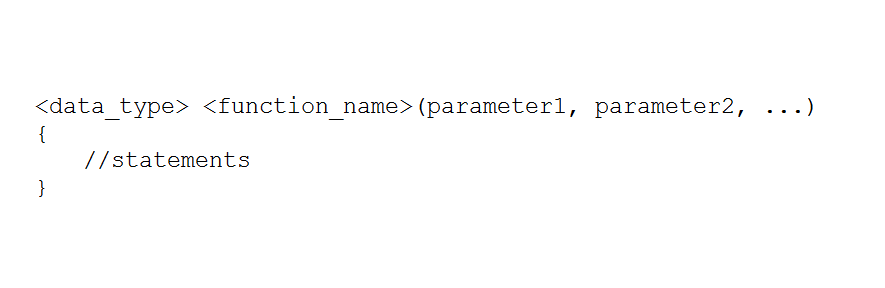 <data_type> <function_name>(parameter1, parameter2, ...)
{
//statements
}